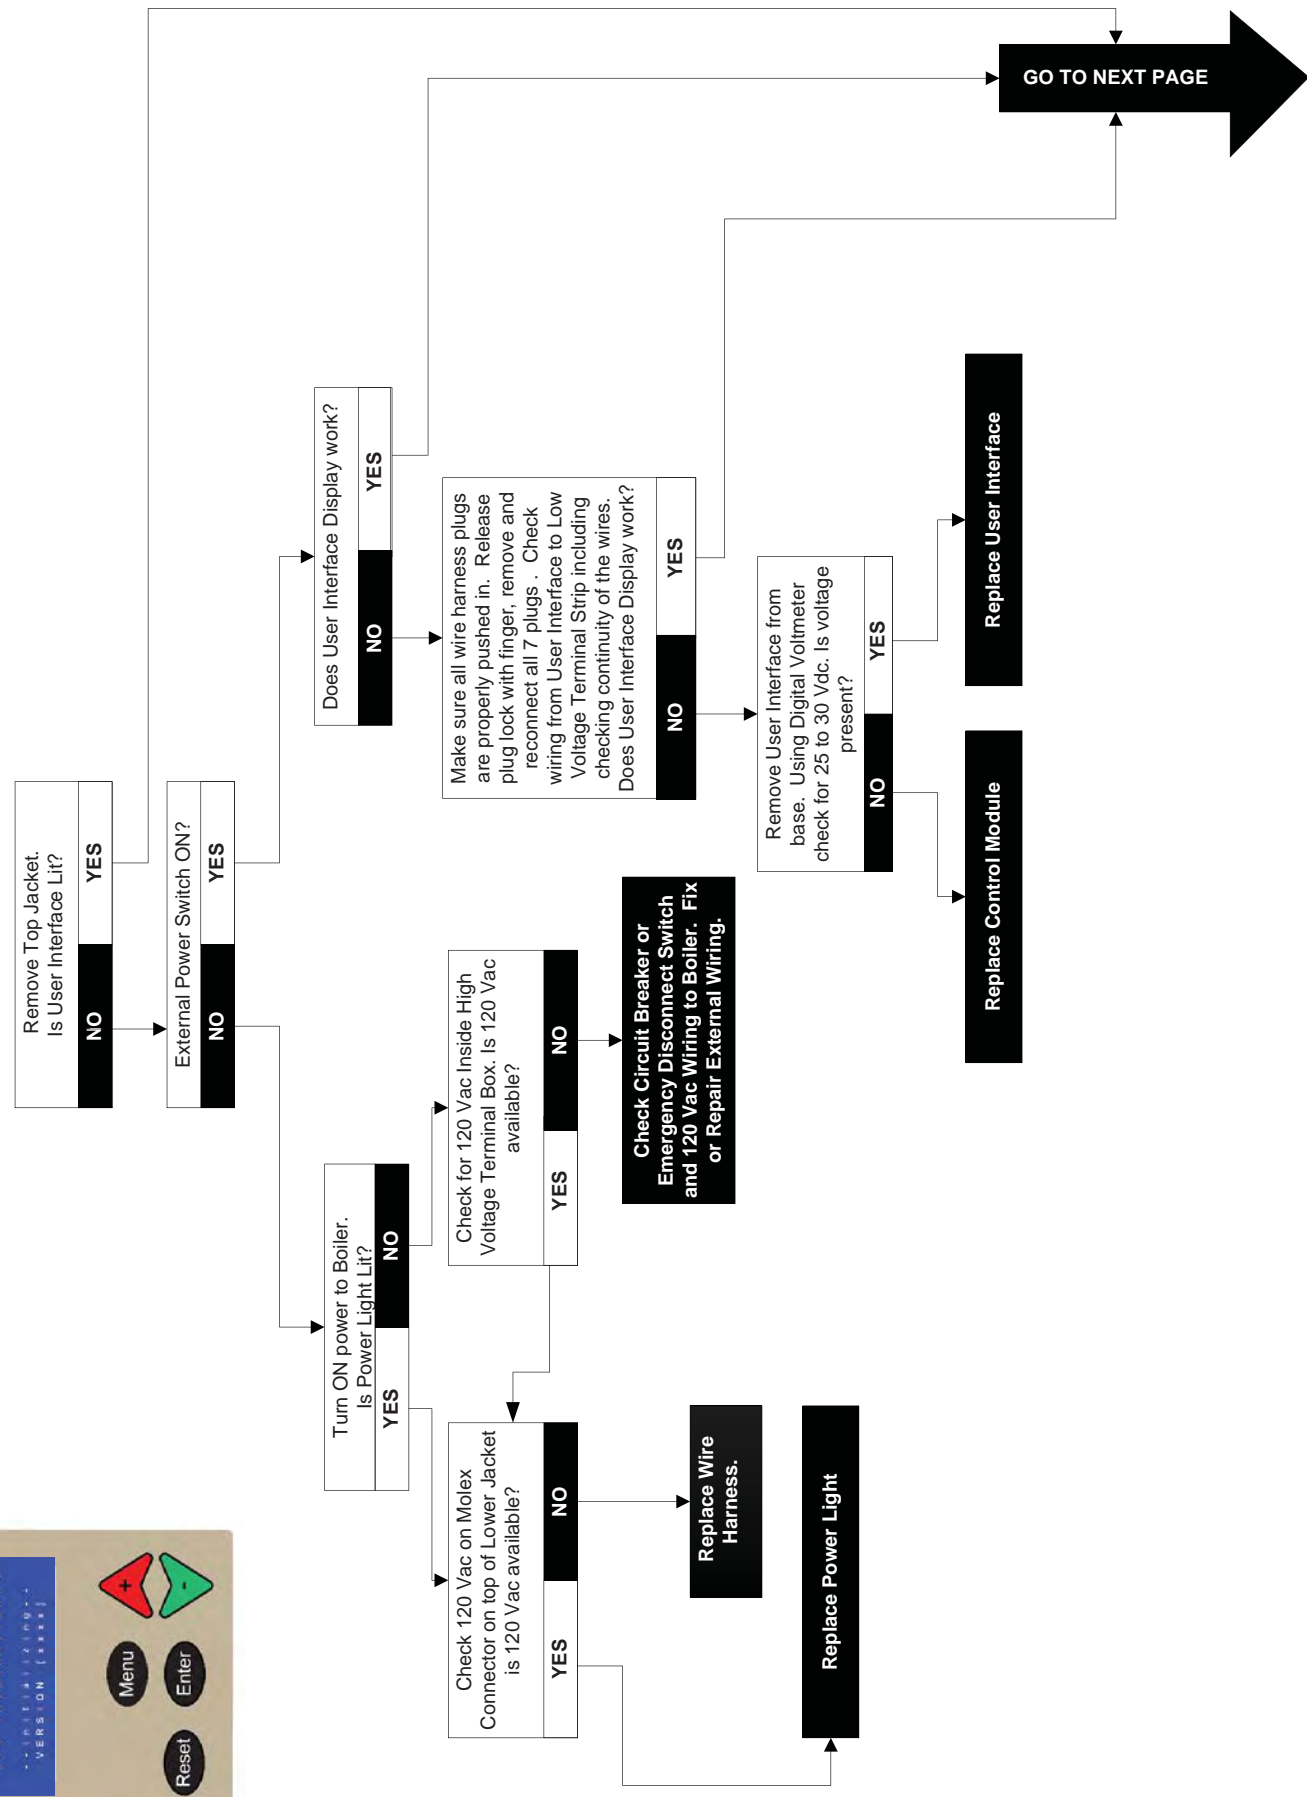 --initializing--
VERSION [xxxx]
Menu
Reset
Enter
+
-
Remove Top Jacket.
Is User Interface Lit?
NO
YES
External Power Switch ON?
NO
YES
Turn ON power to Boiler.
Is Power Light Lit?
YES
NO
Does User Interface Display work?
NO
YES
Check 120 Vac on Molex
Connector on top of Lower Jacket
is 120 Vac available?
YES
NO
Check for 120 Vac Inside High
Voltage Terminal Box. Is 120 Vac
available?
YES
NO
Make sure all wire harness plugs
are properly pushed in. Release
plug lock with finger, remove and
reconnect all 7 plugs . Check
wiring from User Interface to Low
Voltage Terminal Strip including
checking continuity of the wires.
Does User Interface Display work?
NO
YES
Replace Wire
Harness.
Check Circuit Breaker or
Emergency Disconnect Switch
and 120 Vac Wiring to Boiler. Fix
or Repair External Wiring.
Remove User Interface from
base. Using Digital Voltmeter
check for 25 to 30 Vdc. Is voltage
present?
NO
YES
Replace Power Light
Replace Control Module
Replace User Interface
GO TO NEXT PAGE